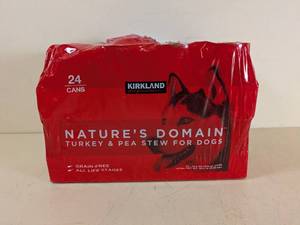 24
CANS
KIRKLAND
NATURE'S DOMAIN
TURKEY & PEA STEW FOR DOGS
GRAIN-FREE
ALL LIFE STAGES